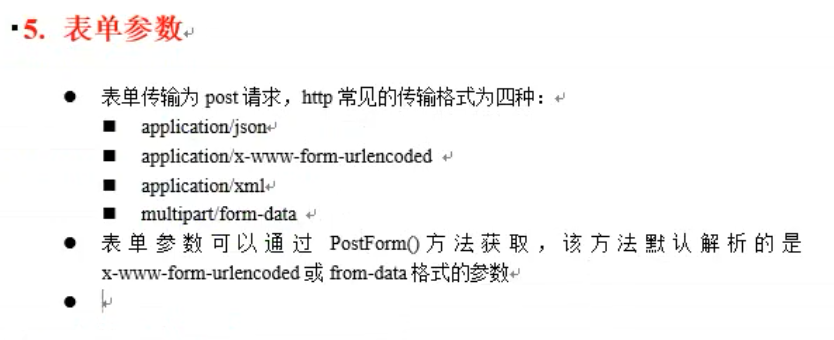 5. 表单参数
表单传输为 post 请求，http 常见的传输格式为四种：
application/json
application/x-www-form-urlencoded
application/xml
multipart/form-data
表单参数可以通过 PostForm()方法获取，该方法默认解析的是
x-www-form-urlencoded 或 from-data 格式的参数